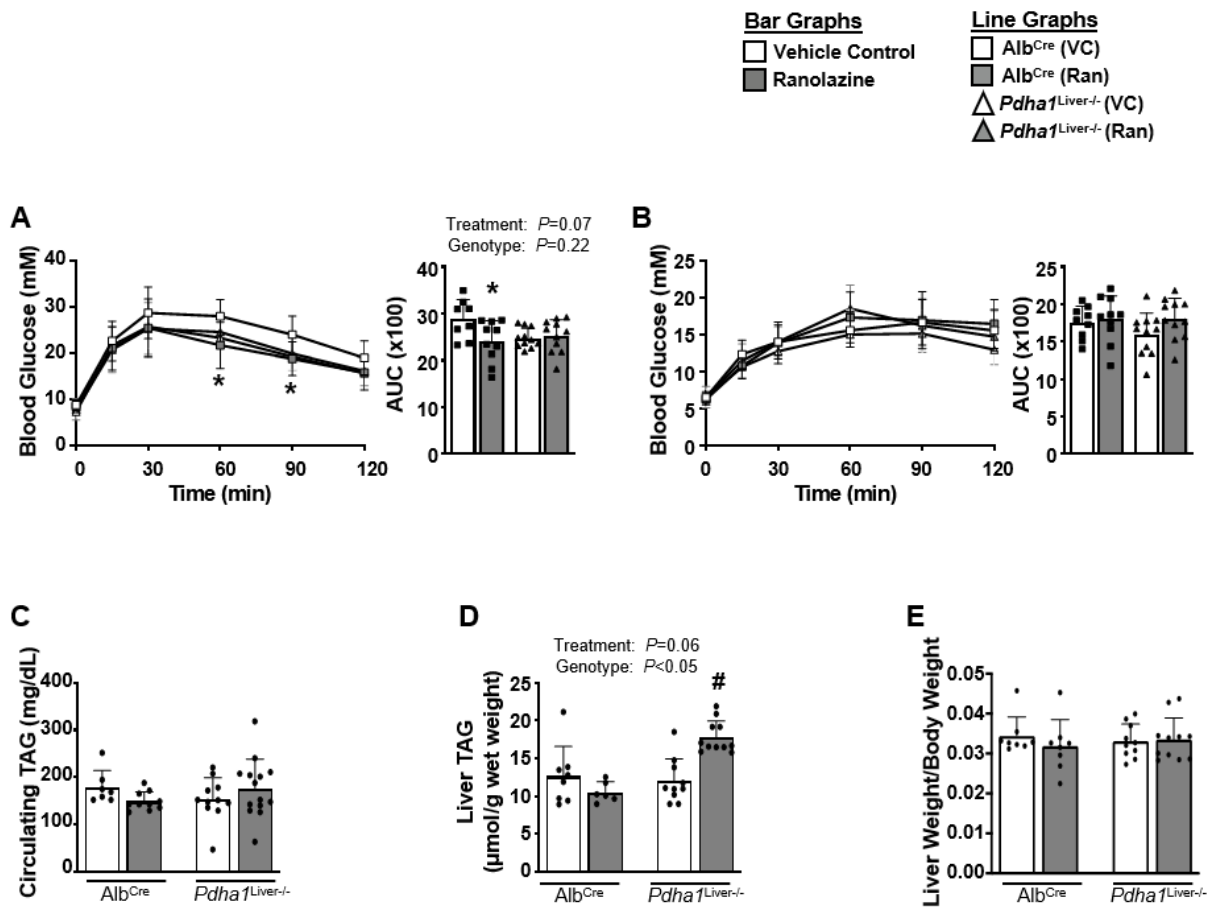 Bar Graphs
Vehicle Control
Ranolazine
Line Graphs
Alb^Cre (VC)
Alb^Cre (Ran)
Pdha1^Liver-/- (VC)
Pdha1^Liver-/- (Ran)
A
Blood Glucose (mM)
40
30
20
10
0
0 30 60 90 120
Time (min)
* *
Treatment: P=0.07
Genotype: P=0.22
AUC (x100)
40
30
20
10
0
*
B
Blood Glucose (mM)
25
20
15
10
5
0
0 30 60 90 120
Time (min)
AUC (x100)
25
20
15
10
5
0
C
Circulating TAG (mg/dL)
400
300
200
100
0
Alb^Cre Pdha1^Liver-/-
D
Treatment: P=0.06
Genotype: P<0.05
Liver TAG
(µmol/g wet weight)
25
20
15
10
5
0
#
Alb^Cre Pdha1^Liver-/-
E
Liver Weight/Body Weight
0.05
0.04
0.03
0.02
0.01
0.00
Alb^Cre Pdha1^Liver-/-